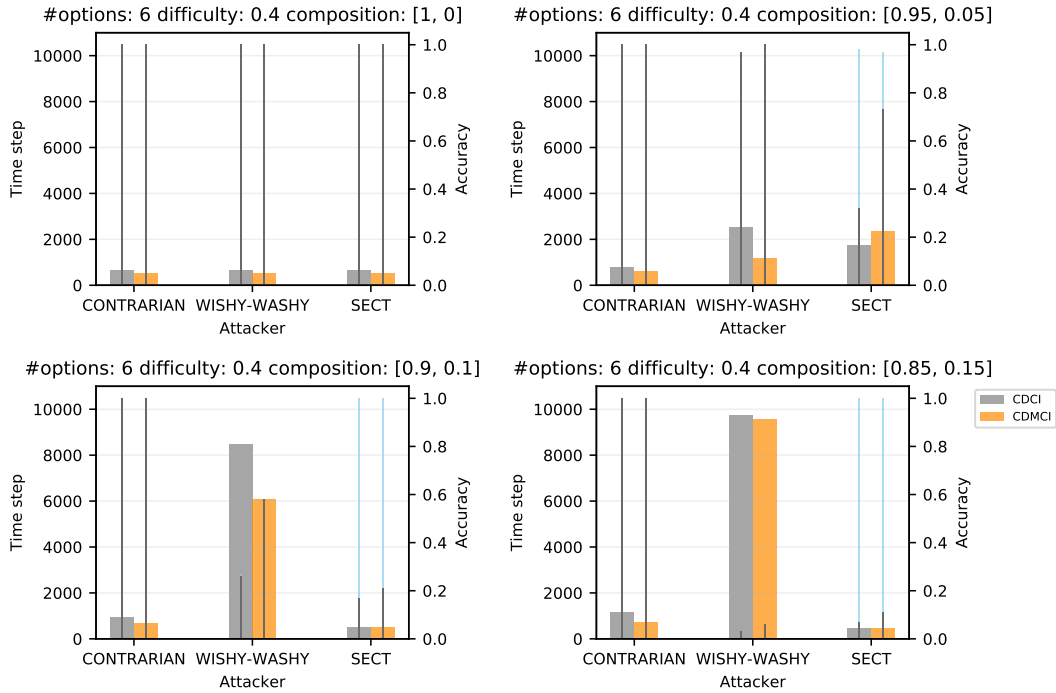 #options: 6 difficulty: 0.4 composition: [1, 0]
10000
8000
6000
4000
2000
0
Time step
1.0
0.8
0.6
0.4
0.2
0.0
Accuracy
CONTRARIAN WISHY-WASHY SECT
Attacker
#options: 6 difficulty: 0.4 composition: [0.95, 0.05]
10000
8000
6000
4000
2000
0
Time step
1.0
0.8
0.6
0.4
0.2
0.0
Accuracy
CONTRARIAN WISHY-WASHY SECT
Attacker
#options: 6 difficulty: 0.4 composition: [0.9, 0.1]
10000
8000
6000
4000
2000
0
Time step
1.0
0.8
0.6
0.4
0.2
0.0
Accuracy
CONTRARIAN WISHY-WASHY SECT
Attacker
#options: 6 difficulty: 0.4 composition: [0.85, 0.15]
10000
8000
6000
4000
2000
0
Time step
1.0
0.8
0.6
0.4
0.2
0.0
Accuracy
CONTRARIAN WISHY-WASHY SECT
Attacker
CDCI
CDMCI